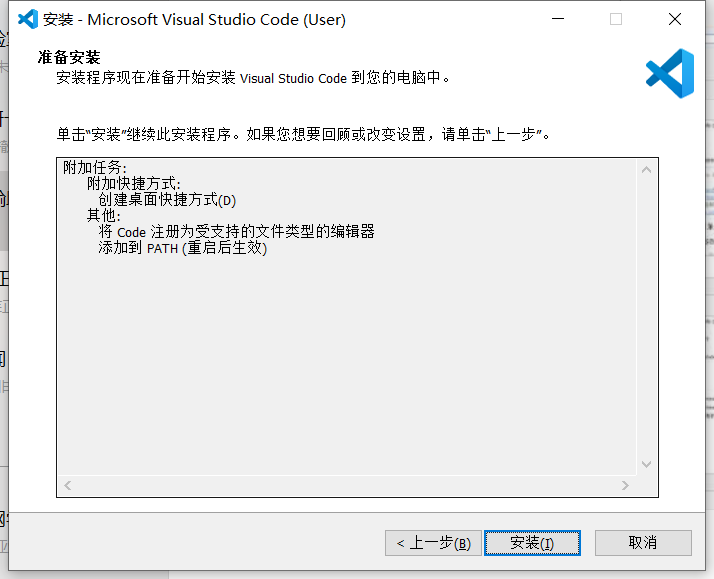 安装 - Microsoft Visual Studio Code (User)
准备安装
安装程序现在准备开始安装 Visual Studio Code 到您的电脑中。
单击“安装”继续此安装程序。如果您想要回顾或改变设置，请单击“上一步”。
附加任务:
附加快捷方式:
创建桌面快捷方式(D)
其他:
将 Code 注册为受支持的文件类型的编辑器
添加到 PATH (重启后生效)
< 上一步(B)
安装(I)
取消